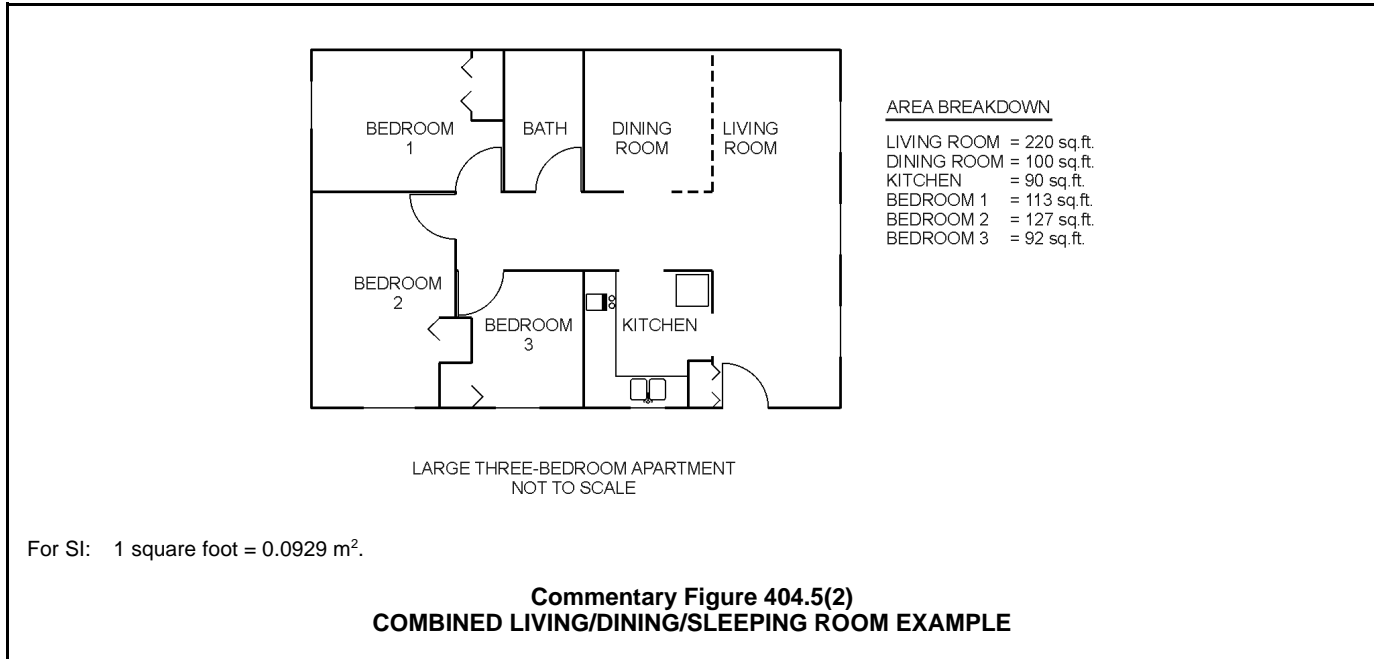 BEDROOM
1
BATH
DINING
ROOM
LIVING
ROOM
BEDROOM
2
BEDROOM
3
KITCHEN
AREA BREAKDOWN
LIVING ROOM = 220 sq.ft.
DINING ROOM = 100 sq.ft.
KITCHEN = 90 sq.ft.
BEDROOM 1 = 113 sq.ft.
BEDROOM 2 = 127 sq.ft.
BEDROOM 3 = 92 sq.ft.
LARGE THREE-BEDROOM APARTMENT
NOT TO SCALE
For SI: 1 square foot = 0.0929 m².
Commentary Figure 404.5(2)
COMBINED LIVING/DINING/SLEEPING ROOM EXAMPLE